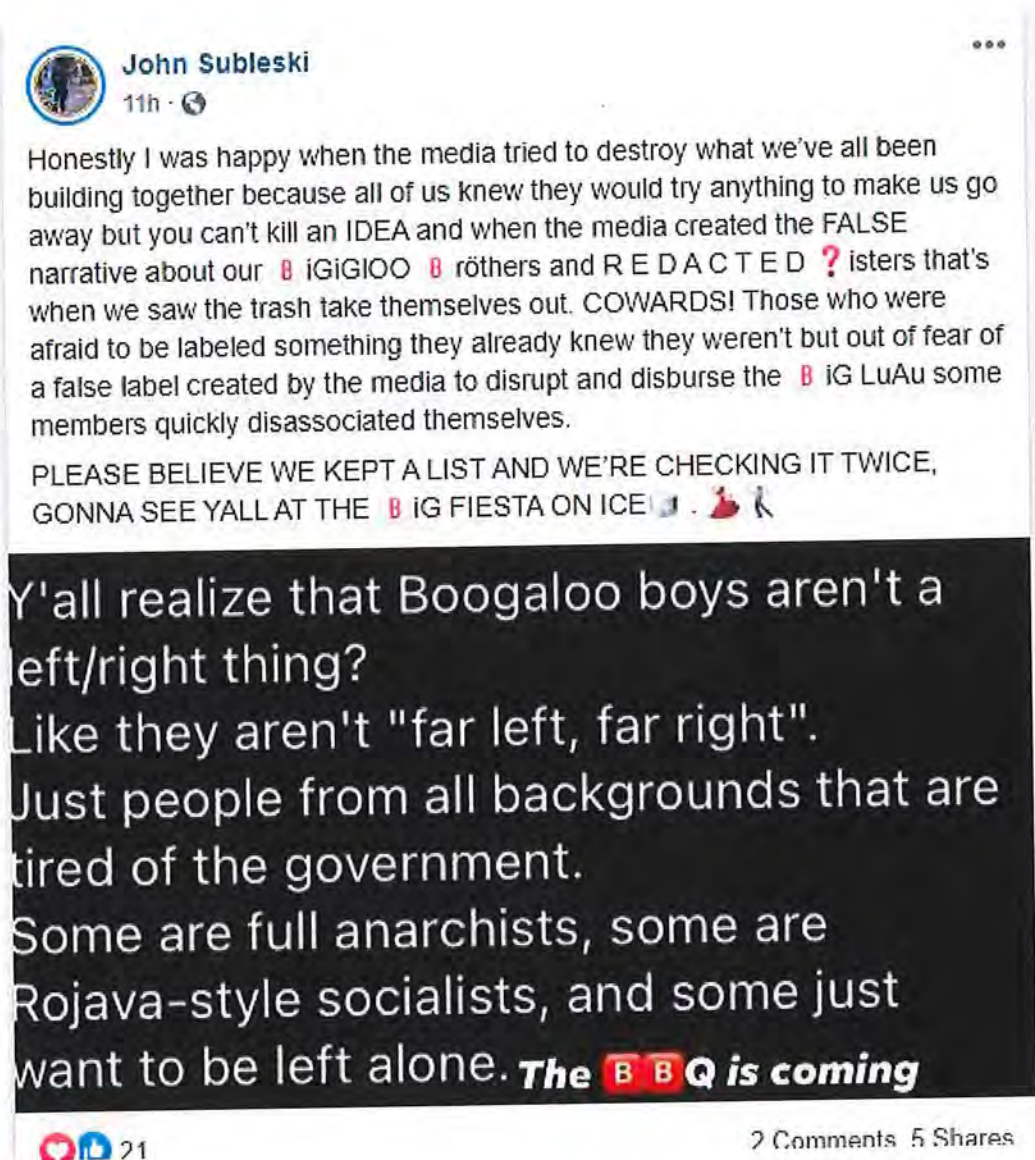 John Subleski
11h ·
Honestly I was happy when the media tried to destroy what we've all been
building together because all of us knew they would try anything to make us go
away but you can't kill an IDEA and when the media created the FALSE
narrative about our B iGiGlOO B röthers and R E D A C T E D ? isters that's
when we saw the trash take themselves out. COWARDS! Those who were
afraid to be labeled something they already knew they weren't but out of fear of
a false label created by the media to disrupt and disburse the B iG LuAu some
members quickly disassociated themselves.
PLEASE BELIEVE WE KEPT A LIST AND WE'RE CHECKING IT TWICE,
GONNA SEE YALL AT THE B iG FIESTA ON ICE .
Y'all realize that Boogaloo boys aren't a
left/right thing?
Like they aren't "far left, far right".
Just people from all backgrounds that are
tired of the government.
Some are full anarchists, some are
Rojava-style socialists, and some just
want to be left alone. The B B Q is coming
21
2 Comments 5 Shares